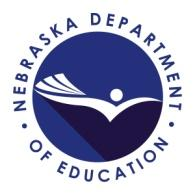 NEBRASKA DEPARTMENT
OF EDUCATION